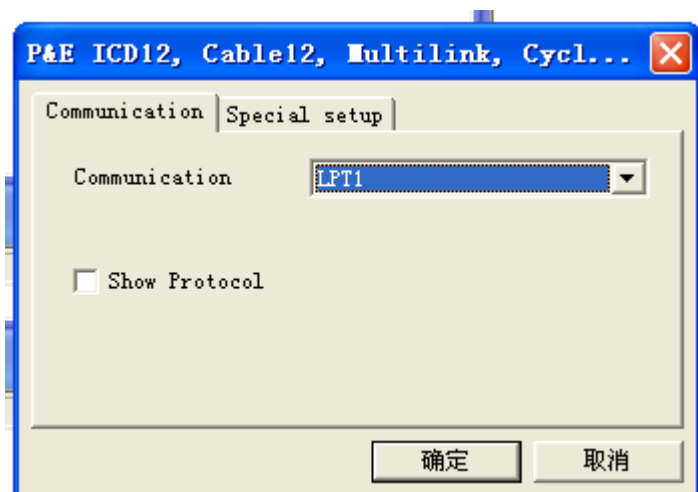 P&E ICD12, Cable12, Multilink, Cycl...
Communication Special setup
Communication LPT1
Show Protocol
确定 取消